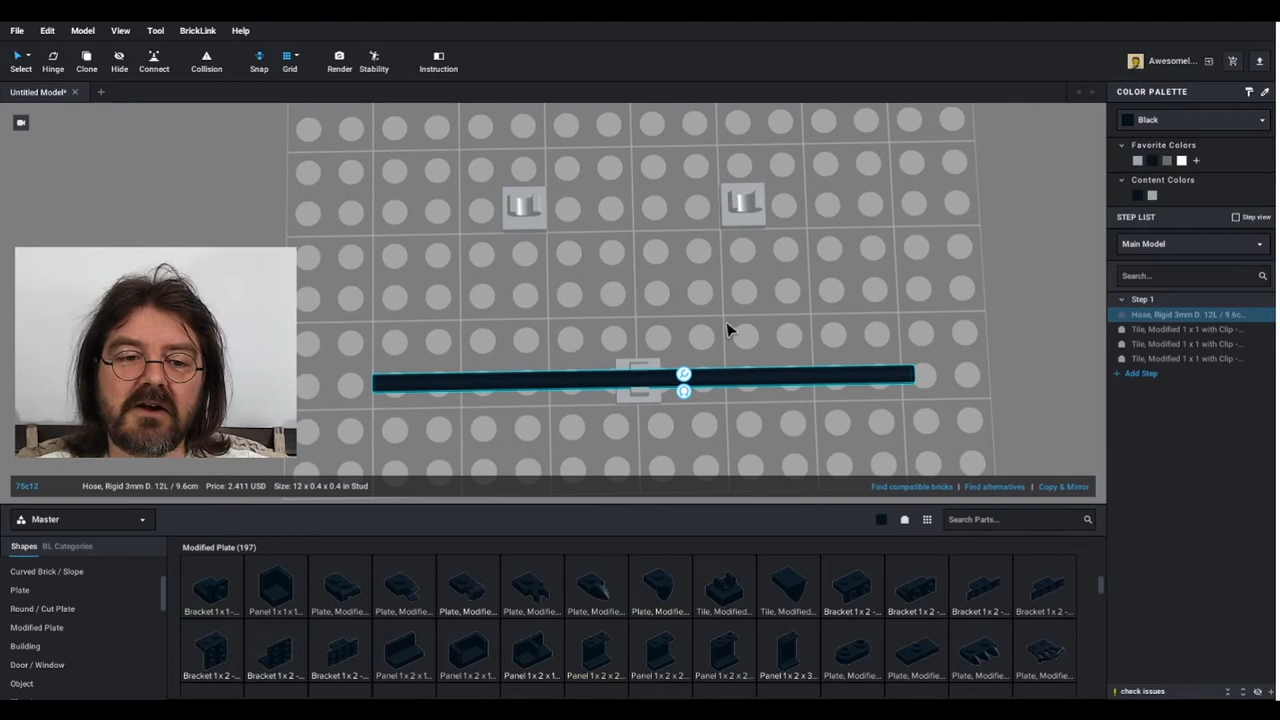 File Edit Model View Tool BrickLink Help
Select Hinge Clone Hide Connect Collision Snap Grid Render Stability Instruction
Awesomel...
Untitled Model*
COLOR PALETTE
Black
Favorite Colors
Content Colors
STEP LIST
Step view
Main Model
Search...
Step 1
Hose, Rigid 3mm D. 12L / 9.6c...
Tile, Modified 1 x 1 with Clip -...
Tile, Modified 1 x 1 with Clip -...
Tile, Modified 1 x 1 with Clip -...
+ Add Step
75c12 Hose, Rigid 3mm D. 12L / 9.6cm Price: 2.411 USD Size: 12 x 0.4 x 0.4 in Stud
Find compatible bricks | Find alternatives | Copy & Mirror
Master
Search Parts...
Shapes BL Categories
Curved Brick / Slope
Plate
Round / Cut Plate
Modified Plate
Building
Door / Window
Object
Modified Plate (197)
Bracket 1x1-... Panel 1 x 1 x 1... Plate, Modifie... Plate, Modifie... Plate, Modifie... Plate, Modifie... Plate, Modifie... Plate, Modifie... Tile, Modified... Tile, Modified... Bracket 1 x 2 -... Bracket 1 x 2 -... Bracket 1 x 2 -... Bracket 1 x 2 -...
Bracket 1 x 2 -... Bracket 1 x 2 -... Bracket 1 x 2 -... Panel 1 x 2 x 1... Panel 1 x 2 x 1... Panel 1 x 2 x 1... Panel 1 x 2 x 2... Panel 1 x 2 x 2... Panel 1 x 2 x 2... Panel 1 x 2 x 3... Plate, Modifie... Plate, Modifie... Plate, Modifie... Plate, Modifie...
check issues